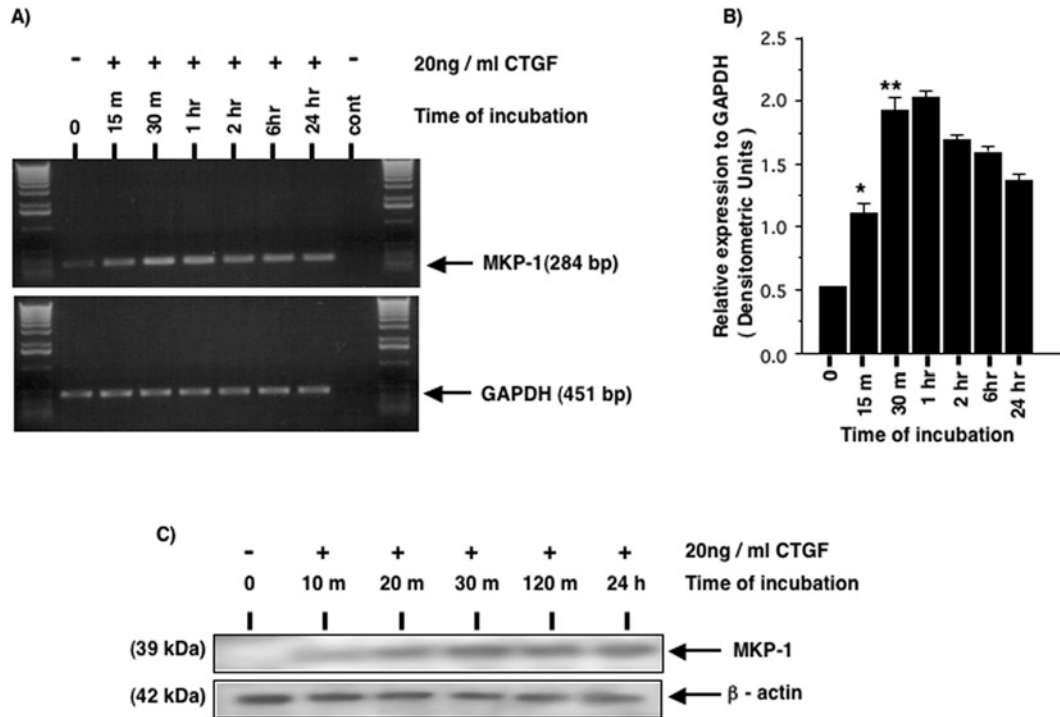 A)
- + + + + + + - 20ng / ml CTGF
0 15 m 30 m 1 hr 2 hr 6hr 24 hr cont Time of incubation
MKP-1(284 bp)
GAPDH (451 bp)
B)
Relative expression to GAPDH
( Densitometric Units )
2.5
2.0
1.5
1.0
0.5
0.0
* **
0 15 m 30 m 1 hr 2 hr 6hr 24 hr
Time of incubation
C)
- + + + + + 20ng / ml CTGF
0 10 m 20 m 30 m 120 m 24 h Time of incubation
(39 kDa) MKP-1
(42 kDa) β - actin